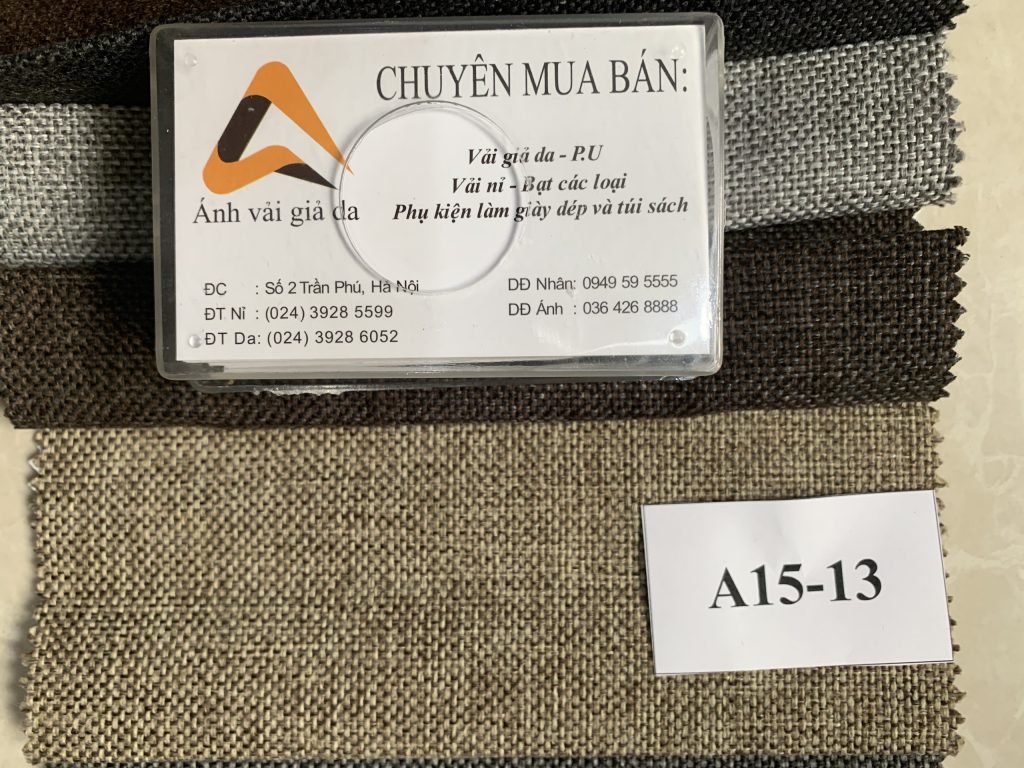 CHUYÊN MUA BÁN:
Vải giả da - P.U
Vải nỉ - Bạt các loại
Phụ kiện làm giày dép và túi sách
Ánh vải giả da
ĐC : Số 2 Trần Phú, Hà Nội
ĐT Nỉ : (024) 3928 5599
ĐT Da: (024) 3928 6052
DĐ Nhân: 0949 59 5555
DĐ Ánh : 036 426 8888
A15-13